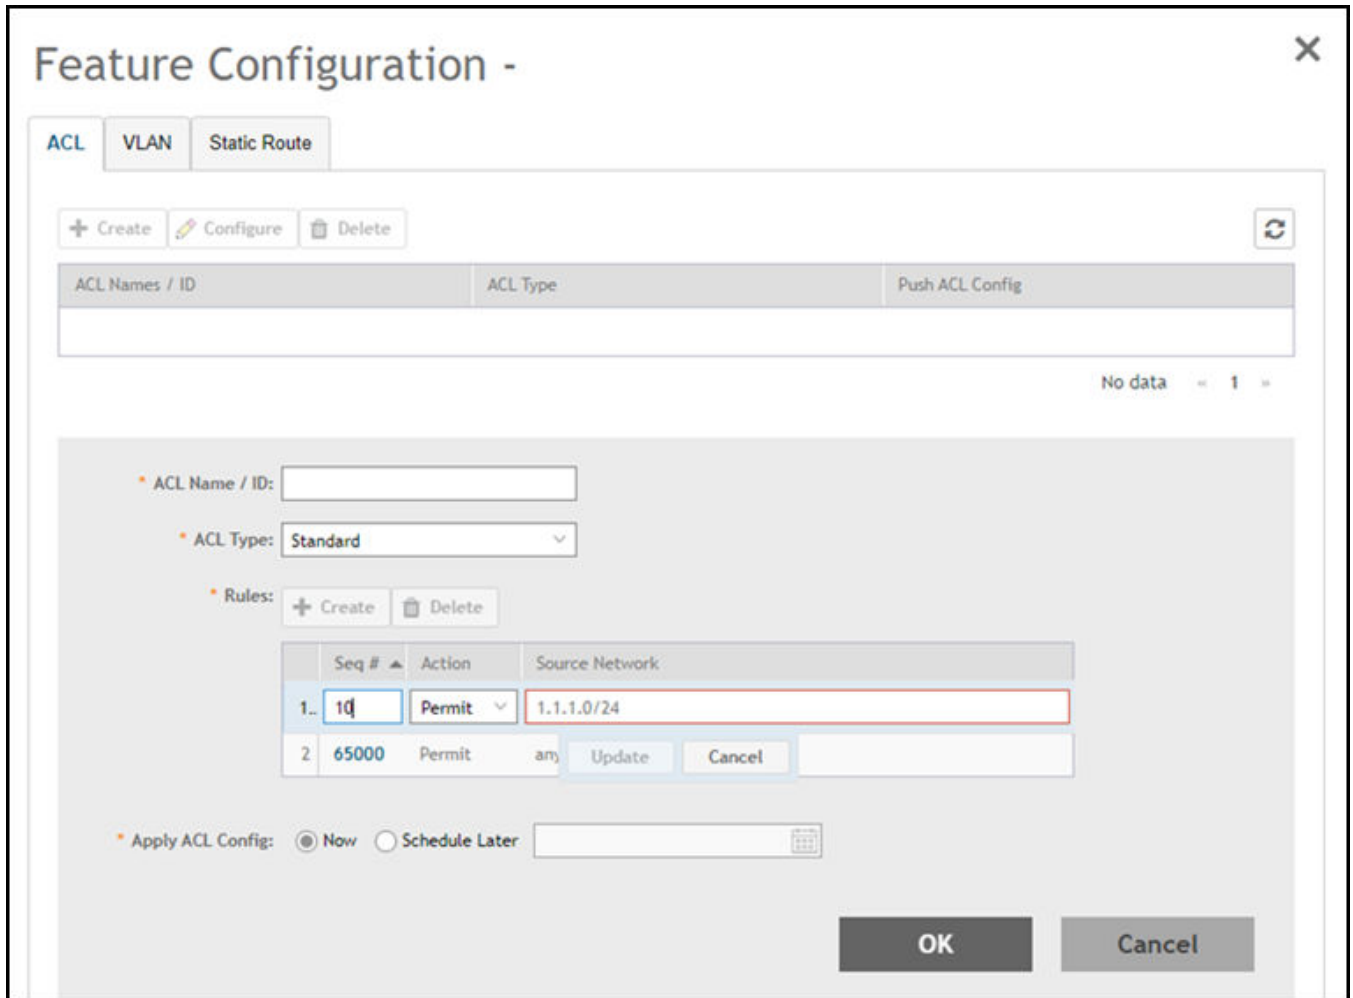 Feature Configuration -
ACL VLAN Static Route
Create Configure Delete
ACL Names / ID ACL Type Push ACL Config
No data « 1 »
* ACL Name / ID:
* ACL Type: Standard
* Rules: Create Delete
Seq # Action Source Network
1.. 10 Permit 1.1.1.0/24
2 65000 Permit any Update Cancel
* Apply ACL Config: Now Schedule Later
OK Cancel